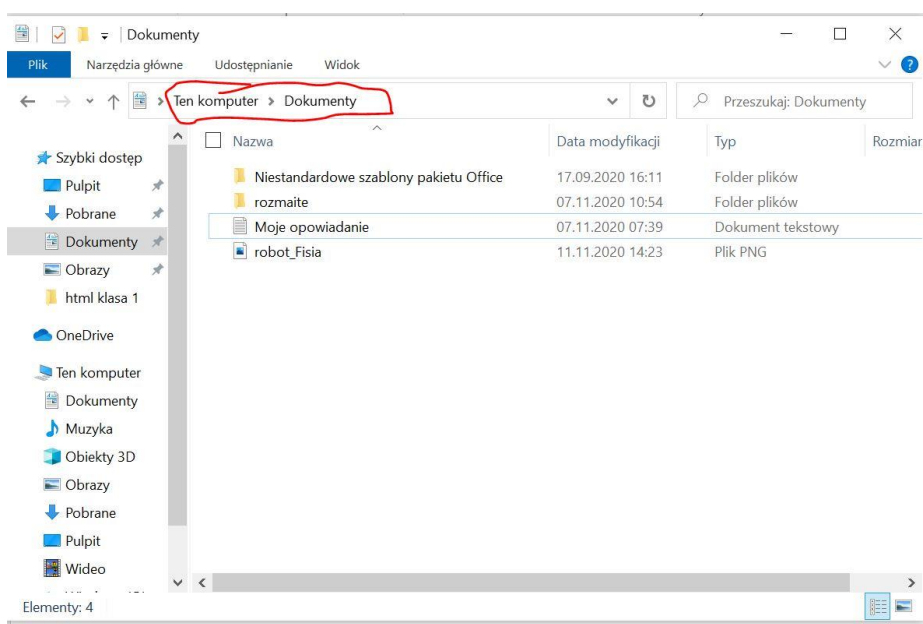 Dokumenty
Plik Narzędzia główne Udostępnianie Widok
Ten komputer > Dokumenty
Przeszukaj: Dokumenty
Nazwa Data modyfikacji Typ Rozmiar
Niestandardowe szablony pakietu Office 17.09.2020 16:11 Folder plików
rozmaite 07.11.2020 10:54 Folder plików
Moje opowiadanie 07.11.2020 07:39 Dokument tekstowy
robot_Fisia 11.11.2020 14:23 Plik PNG
Szybki dostęp
Pulpit
Pobrane
Dokumenty
Obrazy
html klasa 1
OneDrive
Ten komputer
Dokumenty
Muzyka
Obiekty 3D
Obrazy
Pobrane
Pulpit
Wideo
Elementy: 4